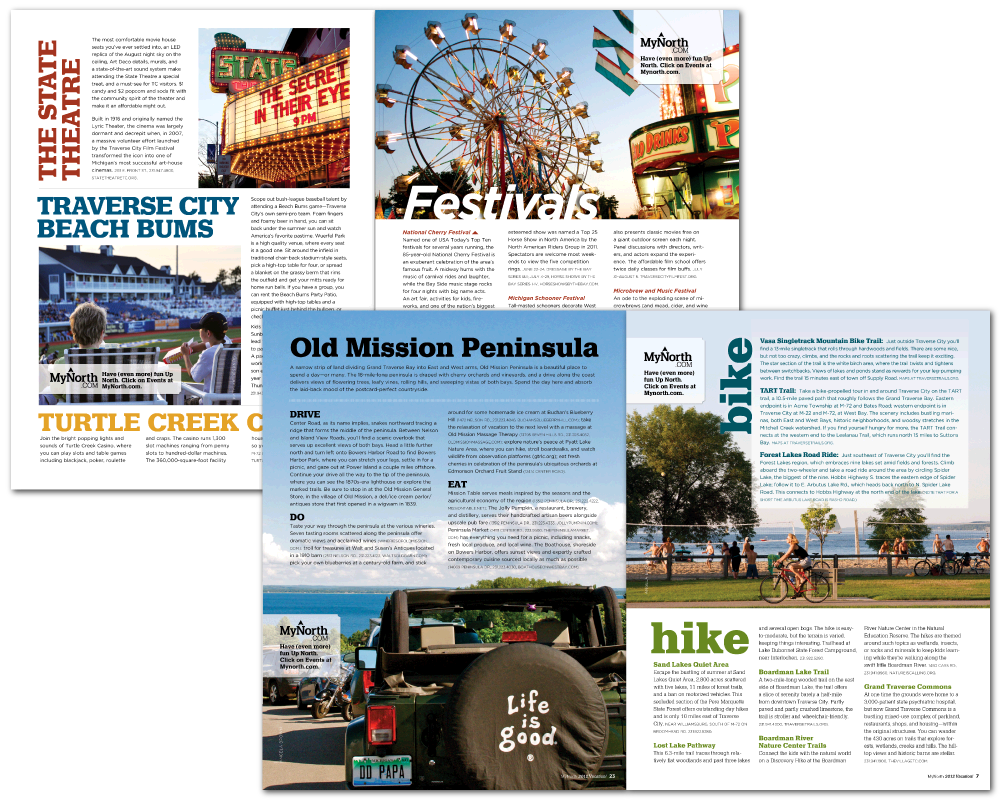 THE STATE
THEATRE
The most comfortable movie house
seats you've ever settled into, an LED
replica of the August night sky on the
ceiling, Art Deco details, murals, and
a state-of-the-art sound system make
attending the State Theatre a special
treat, and a must-see for TC visitors. $1
candy and $2 popcorn and soda fit with
the community spirit of the theater and
make it an affordable night out.
Built in 1916 and originally named the
Lyric Theater, the cinema was largely
dormant and decrepit when, in 2007,
a massive volunteer effort launched
by the Traverse City Film Festival
transformed the icon into one of
Michigan's most successful art-house
cinemas.
STATE
THE SECRET
IN THEIR EYE
9PM
TRAVERSE CITY
BEACH BUMS
Scope out bush-league baseball talent by
attending a Beach Bums game—Traverse
City's own semi-pro team. Foam fingers
and foamy beer in hand, you can sit
back under the summer sun and watch
America's favorite pastime. Wuerful Park
is a high quality venue, where every seat
is a good one. Sit around the infield in
traditional chair-back stadium style seats,
pick a high-top table for four, or spread
a blanket on the grassy berm that rims
the outfield and get your mitts ready for
home run balls. If you have a group, you
can rent the Beach Bums Party Patio,
equipped with high-top tables and a
picnic buffet just behind the bullpen, or
MyNorth
.COM
Have (even more) fun Up
North. Click on Events at
MyNorth.com.
TURTLE CREEK C
Join the bright popping lights and
sounds of Turtle Creek Casino, where
you can play slots and table games
including blackjack, poker, roulette
and craps. The casino runs 1,300
slot machines ranging from penny
slots to hundred-dollar machines.
The 360,000-square-foot facility
MyNorth
.COM
Have (even more) fun Up
North. Click on Events at
Mynorth.com.
DRINKS
Festivals
National Cherry Festival
Named one of USA Today's Top Ten
festivals for several years running, the
85-year-old National Cherry Festival is
an exuberant celebration of the area's
famous fruit. A midway hums with the
music of carnival rides and laughter,
while the Bay Side music stage rocks
for four nights with big name acts.
An art fair, activities for kids, fire-
works, and one of the nation's biggest
esteemed show was named a Top 25
Horse Show in North America by the
North American Riders Group in 2011.
Spectators are welcome most week-
ends to view the five competition
rings.
Michigan Schooner Festival
Tall-masted schooners decorate West
also presents classic movies free on
a giant outdoor screen each night.
Panel discussions with directors, writ-
ers, and actors expand the experi-
ence. The affordable film school offers
twice daily classes for film buffs.
Microbrew and Music Festival
An ode to the exploding scene of mi-
crowbrews (and mead, cider, and wine
Old Mission Peninsula
A narrow strip of land dividing Grand Traverse Bay into East and West arms, Old Mission Peninsula is a beautiful place to
spend a day—or many. The 18-mile-long peninsula is shaped with cherry orchards and vineyards, and a drive along the coast
delivers views of flowering trees, leafy vines, rolling hills, and sweeping vistas of both bays. Spend the day here and absorb
the laid-back mood of the postcard-perfect countryside.
DRIVE
Center Road, as its name implies, snakes northward tracing a
ridge that forms the middle of the peninsula. Between Nelson
and Island View Roads, you'll find a scenic overlook that
serves up excellent views of both bays. Head a little further
north and turn left onto Bowers Harbor Road to find Bowers
Harbor Park, where you can stretch your legs, settle in for a
picnic, and gaze out at Power Island a couple miles offshore.
Continue your drive all the way to the tip of the peninsula,
where you can see the 1870s-era lighthouse or explore the
marked trails. Be sure to stop in at the Old Mission General
Store, in the village of Old Mission, a deli/ice cream parlor/
antiques store that first opened in a wigwam in 1839.
DO
Taste your way through the peninsula at the various wineries.
Seven tasting rooms scattered along the peninsula offer
dramatic views and acclaimed wines
troll for treasures at Walt and Susan's Antiques located
in a 1910 barn
pick your own blueberries at a century-old farm, and stick
around for some homemade ice cream at Buchan's Blueberry
Hill
the relaxation of vacation to the next level with a massage at
Old Mission Massage Therapy
explore nature's peace at Pyatt Lake
Nature Area, where you can hike, stroll boardwalks, and watch
wildlife from observation platforms (gtrlc.org); net fresh
cherries in celebration of the peninsula's ubiquitous orchards at
Edmonson Orchard Fruit Stand
EAT
Mission Table serves meals inspired by the seasons and the
agricultural economy of the region
The Jolly Pumpkin, a restaurant, brewery,
and distillery, serves their handcrafted artisan beers alongside
upscale pub fare
Peninsula Market
has everything you need for a picnic, including snacks,
fresh local produce, and local wine. The Boathouse, shoreside
on Bowers Harbor, offers sunset views and expertly crafted
contemporary cuisine sourced locally as much as possible
MyNorth
.COM
Have (even more)
fun Up North.
Click on Events at
Mynorth.com.
Life
is
good
DD PAPA
MyNorth 2012 Vacation 23
MyNorth
.COM
Have (even more)
fun Up North.
Click on Events at
Mynorth.com.
bike
Vasa Singletrack Mountain Bike Trail: Just outside Traverse City you'll
find a 13-mile singletrack that rolls through hardwoods and fields. There are some hills,
but not too crazy, climbs, and the rocks and roots scattering the trail keep it exciting.
The star section of the trail is the white birch area, where the trail twists and tightens
between switchbacks. Views of lakes and ponds stand as rewards for your leg-pumping
work. Find the trail 15 minutes east of town off Supply Road.
TART Trail: Take a bike-propelled tour in and around Traverse City on the TART
trail, a 10.5-mile paved path that roughly follows the Grand Traverse Bay. Eastern
endpoint is in Acme Township at M-72 and Bates Road; western endpoint is in
Traverse City at M-22 and M-72, at West Bay. The scenery includes building mari-
nas, both East and West Bays, historic neighborhoods, and woodsy stretches in the
Mitchell Creek wetlands. If you find yourself hungry for more, the TART Trail con-
nects at the western end to the Leelanau Trail, which runs north 15 miles to Suttons
Bay.
Forest Lakes Road Ride: Just southeast of Traverse City you'll find the
Forest Lakes region, which embraces nine lakes set amid fields and forests. Climb
aboard the two-wheeler and take a road ride around the area by circling Spider
Lake, the biggest of the nine. Hobbs Highway S. traces the eastern edge of Spider
Lake; follow it to E. Arbutus Lake Rd., which heads back north to N. Spider Lake
Road. This connects to Hobbs Highway at the north end of the lake.
hike
Sand Lakes Quiet Area
Escape the bustling of summer at Sand
Lakes Quiet Area, 2,800 acres scattered
with five lakes, 11 miles of forest trails,
and a ban on motorized vehicles. This
secluded section of the Pere Marquette
State Forest offers outstanding day hikes
and is only 10 miles east of Traverse
City.
Lost Lake Pathway
This 6.3-mile trail traces through rela-
tively flat woodlands and past three lakes
and several open bogs. The hike is easy-
to-moderate, but the terrain is varied,
keeping things interesting. Trailhead at
Lake Dubonnet State Forest Campground,
near Interlochen.
Boardman Lake Trail
A two-mile-long wooded trail on the east
side of Boardman Lake, the trail offers
a slice of serenity barely a half-mile
from downtown Traverse City. Partly
paved and partly crushed limestone, the
trail is stroller and wheelchair-friendly.
Boardman River
Nature Center Trails
Connect the kids with the natural world
on a Discovery Hike at the Boardman
River Nature Center in the Natural
Education Reserve. The hikes are themed
around such topics as wetlands, insects,
or rocks and minerals to keep kids learn-
ing while they're walking along the
swift little Boardman River.
Grand Traverse Commons
At one time the grounds were home to a
3,000-patient state psychiatric hospital,
but now Grand Traverse Commons is a
bustling mixed-use complex of parkland,
restaurants, shops, and housing—within
the original structures. You can wander
the 430 acres on trails that explore for-
ests, wetlands, creeks and hills. The hill-
top views and historic barns are stellar.
MyNorth 2012 Vacation 7